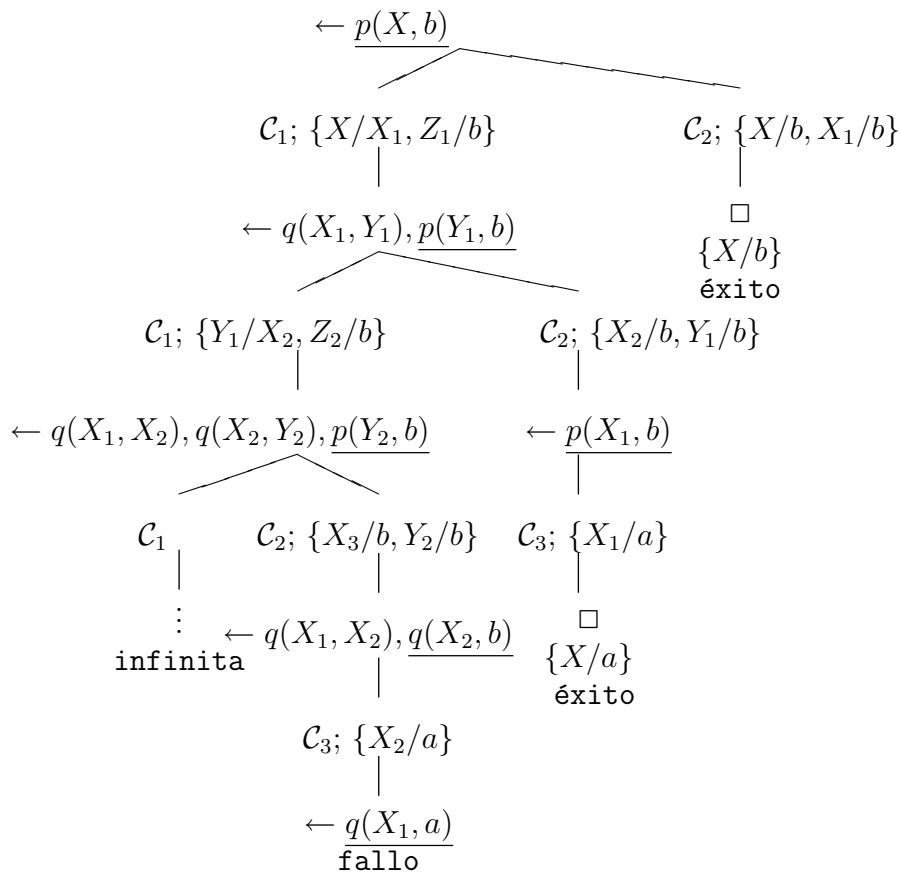 ← p(X, b)
C₁; {X/X₁, Z₁/b} C₂; {X/b, X₁/b}
← q(X₁, Y₁), p(Y₁, b) □
{X/b}
éxito
C₁; {Y₁/X₂, Z₂/b} C₂; {X₂/b, Y₁/b}
← q(X₁, X₂), q(X₂, Y₂), p(Y₂, b) ← p(X₁, b)
C₁ C₂; {X₃/b, Y₂/b} C₃; {X₁/a}
⋮ ← q(X₁, X₂), q(X₂, b) □
infinita {X/a}
éxito
C₃; {X₂/a}
← q(X₁, a)
fallo